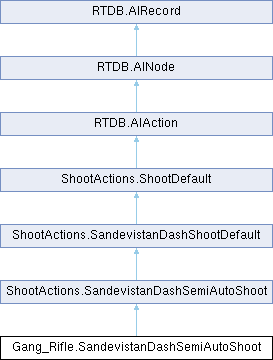 RTDB.AIRecord
RTDB.AINode
RTDB.AIAction
ShootActions.ShootDefault
ShootActions.SandevistanDashShootDefault
ShootActions.SandevistanDashSemiAutoShoot
Gang_Rifle.SandevistanDashSemiAutoShoot